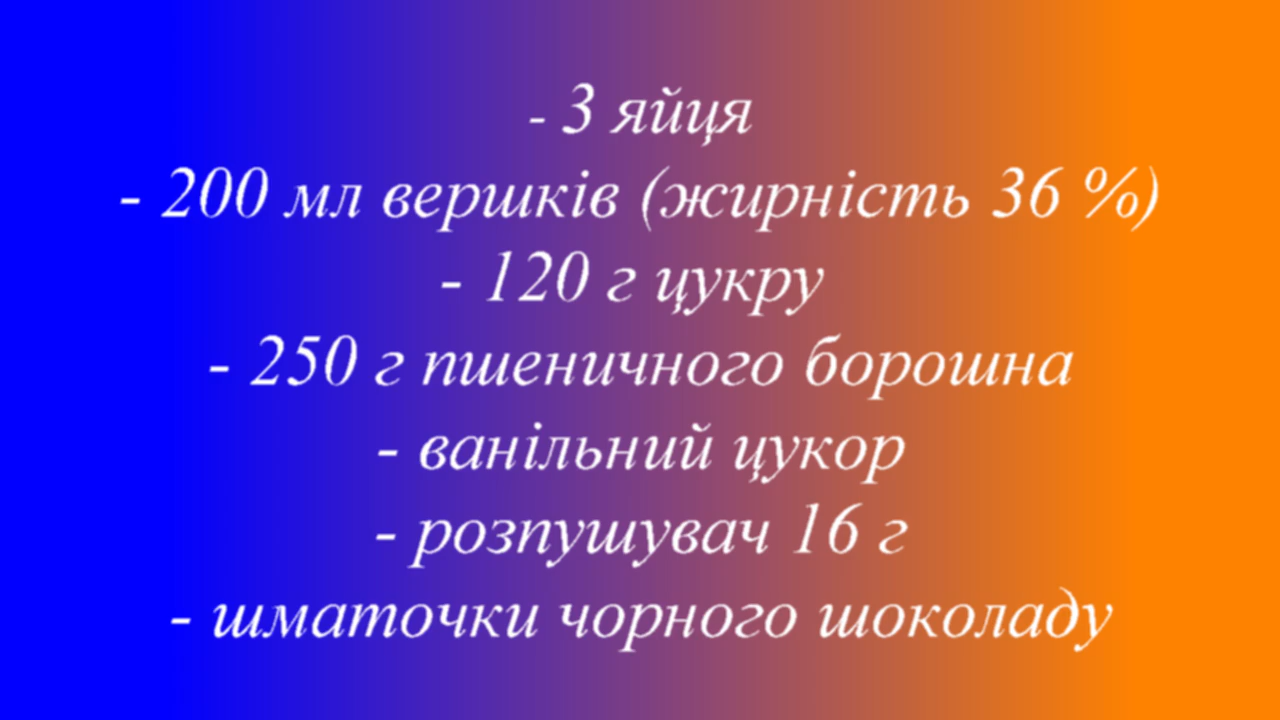 - 3 яйця
- 200 мл вершків (жирність 36 %)
- 120 г цукру
- 250 г пшеничного борошна
- ванільний цукор
- розпушувач 16 г
- шматочки чорного шоколаду